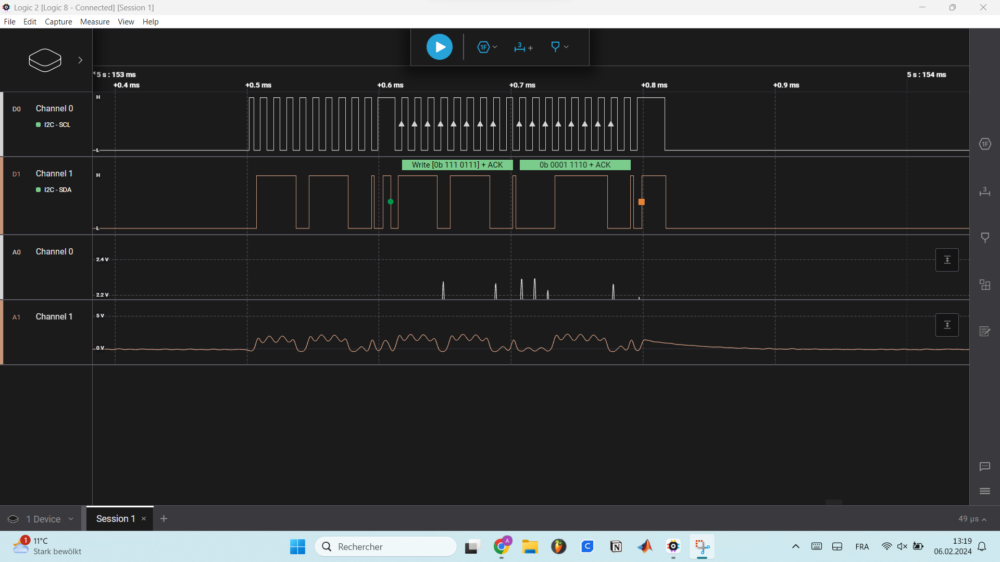 Logic 2 [Logic 8 - Connected] [Session 1]
File Edit Capture Measure View Help
1F 3 +
5 s : 153 ms 5 s : 154 ms
+0.4 ms +0.5 ms +0.6 ms +0.7 ms +0.8 ms +0.9 ms
H
D0 Channel 0
I2C - SCL
L
Write [0b 111 0111] + ACK 0b 0001 1110 + ACK
D1 Channel 1
H
I2C - SDA
L
A0 Channel 0
2.4 V
2.2 V
A1 Channel 1
5 V
0 V
1F
3
1 Device Session 1 × + 49 µs
1 11°C
Stark bewölkt
Rechercher
A
FRA
13:19
06.02.2024